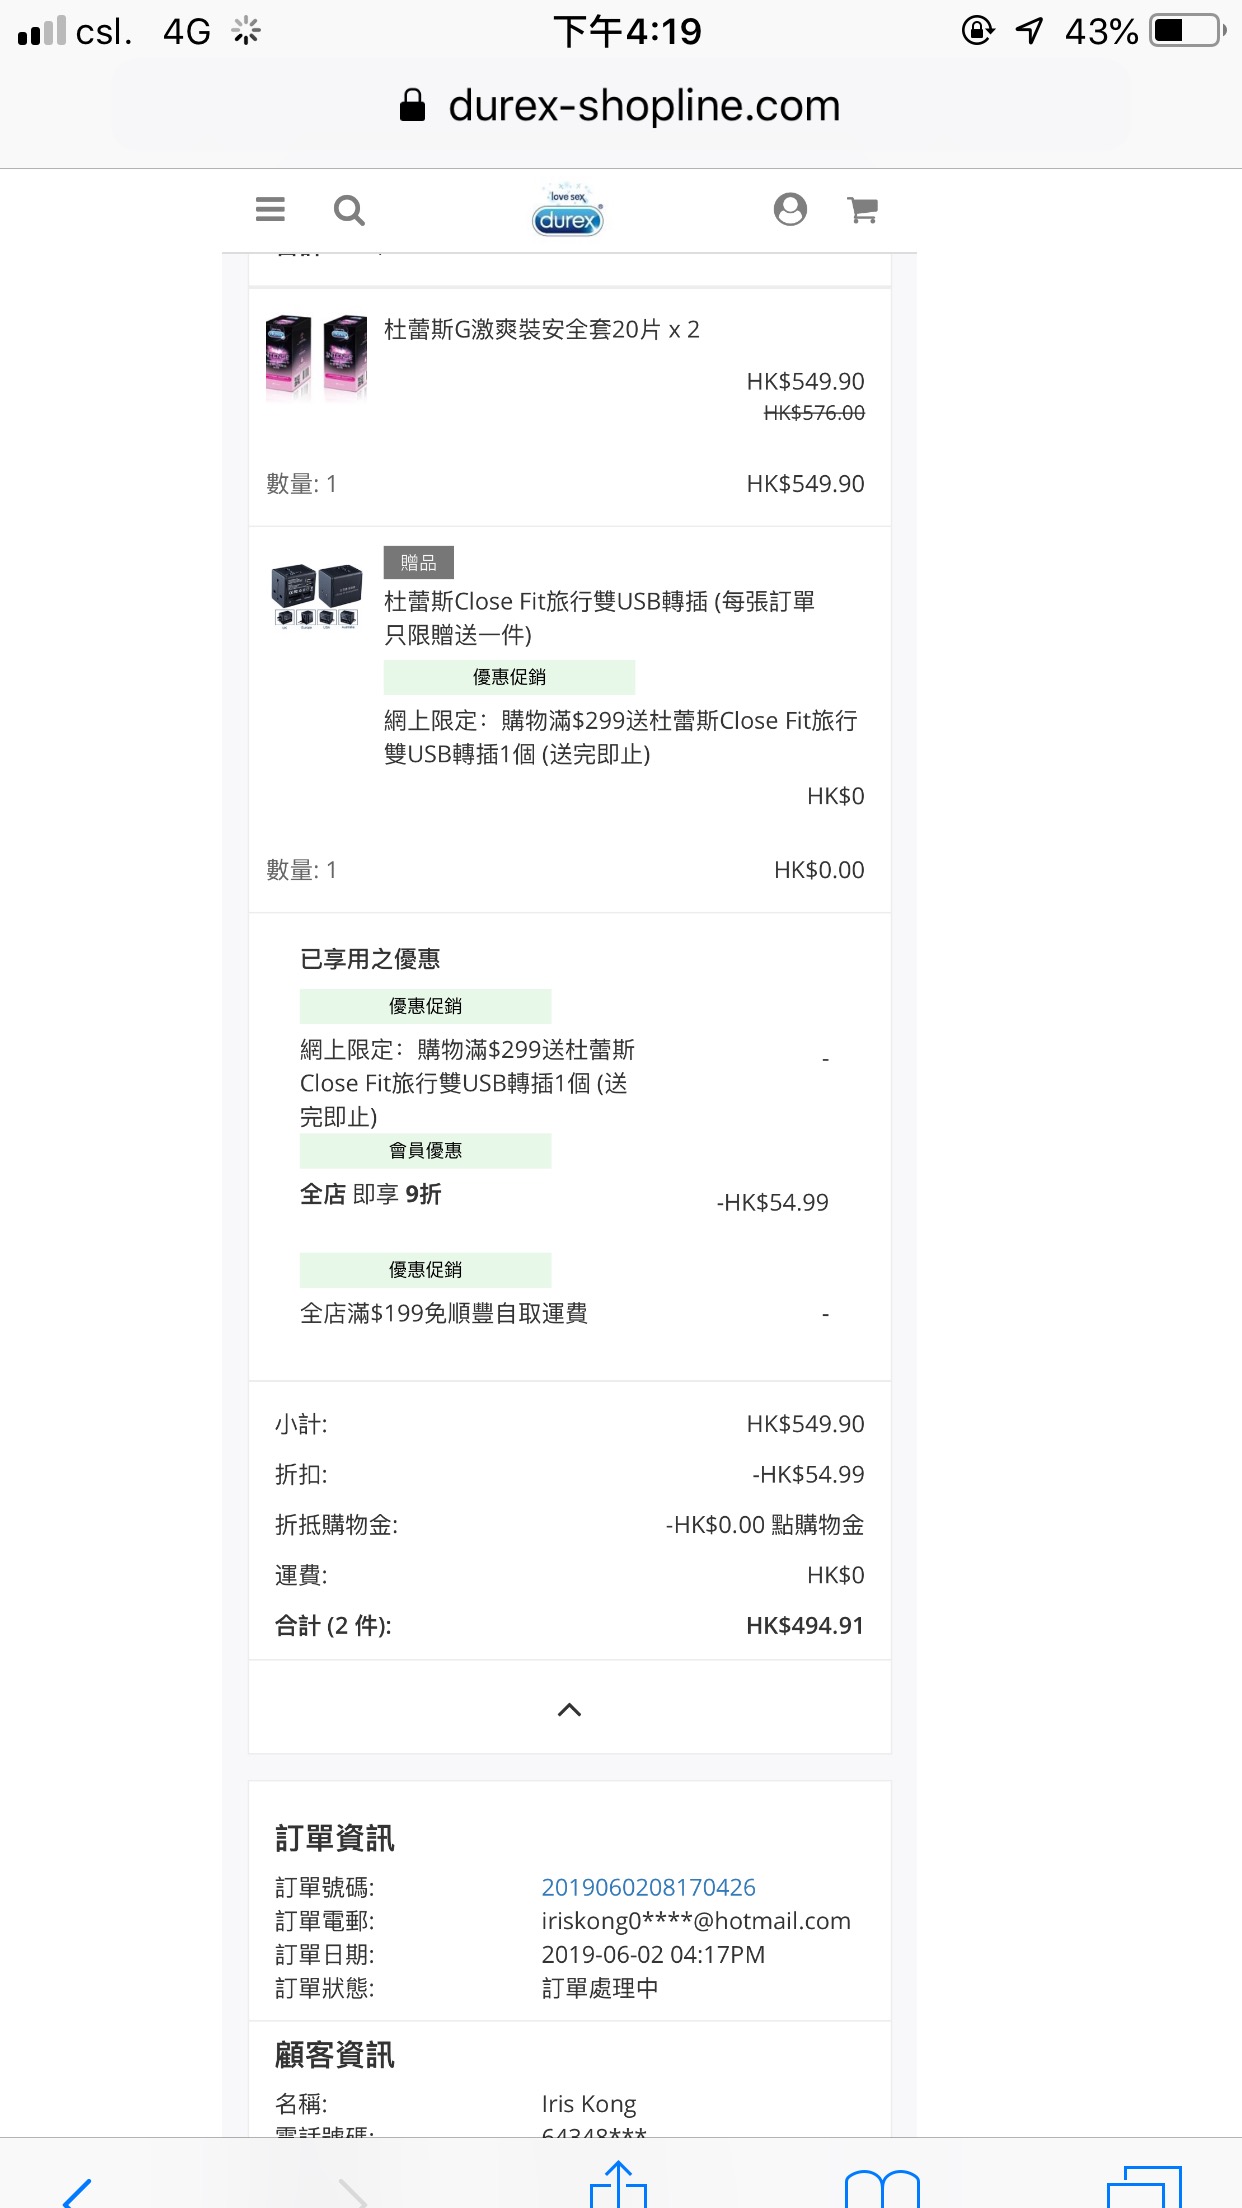 csl. 4G 下午4:19 43%
durex-shopline.com
love sex
durex
杜蕾斯G激爽裝安全套20片 x 2
HK$549.90
HK$576.00
數量: 1 HK$549.90
贈品
杜蕾斯Close Fit旅行雙USB轉插 (每張訂單
只限贈送一件)
優惠促銷
網上限定：購物滿$299送杜蕾斯Close Fit旅行
雙USB轉插1個 (送完即止)
HK$0
數量: 1 HK$0.00
已享用之優惠
優惠促銷
網上限定：購物滿$299送杜蕾斯 -
Close Fit旅行雙USB轉插1個 (送
完即止)
會員優惠
全店 即享 9折 -HK$54.99
優惠促銷
全店滿$199免順豐自取運費 -
小計: HK$549.90
折扣: -HK$54.99
折抵購物金: -HK$0.00 點購物金
運費: HK$0
合計 (2 件): HK$494.91
訂單資訊
訂單號碼: 2019060208170426
訂單電郵: iriskong0****@hotmail.com
訂單日期: 2019-06-02 04:17PM
訂單狀態: 訂單處理中
顧客資訊
名稱: Iris Kong
電話號碼: 64348***